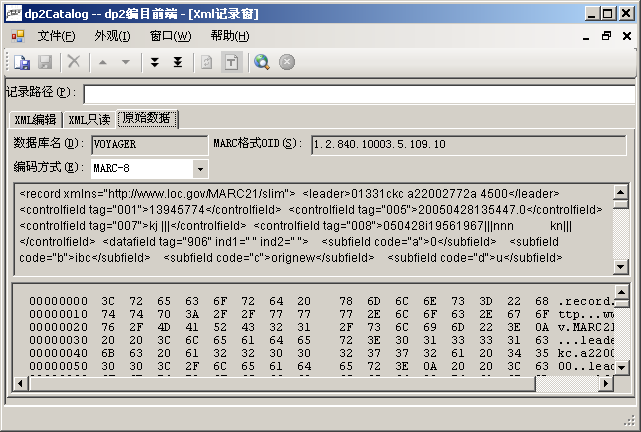 dp2Catalog -- dp2编目前端 - [Xml记录窗]
文件(F) 外观(I) 窗口(W) 帮助(H)
记录路径(P):
XML编辑 XML只读 原始数据
数据库名(D): VOYAGER MARC格式OID(S): 1.2.840.10003.5.109.10
编码方式(E): MARC-8
<record xmlns="http://www.loc.gov/MARC21/slim"> <leader>01331ckc a22002772a 4500</leader>
<controlfield tag="001">13945774</controlfield> <controlfield tag="005">20050428135447.0</controlfield>
<controlfield tag="007">kj |||</controlfield> <controlfield tag="008">050428i19561967|||nnn kn|||
</controlfield> <datafield tag="906" ind1=" " ind2=" "> <subfield code="a">0</subfield> <subfield
code="b">ibc</subfield> <subfield code="c">orignew</subfield> <subfield code="d">u</subfield>
00000000 3C 72 65 63 6F 72 64 20 78 6D 6C 6E 73 3D 22 68 .record.
00000010 74 74 70 3A 2F 2F 77 77 77 2E 6C 6F 63 2E 67 6F ttp...ww
00000020 76 2F 4D 41 52 43 32 31 2F 73 6C 69 6D 22 3E 0A v.MARC21
00000030 20 20 3C 6C 65 61 64 65 72 3E 30 31 33 33 31 63 ...leade
00000040 6B 63 20 61 32 32 30 30 32 37 37 32 61 20 34 35 kc.a2200
00000050 30 30 3C 2F 6C 65 61 64 65 72 3E 0A 20 20 3C 63 00..lead